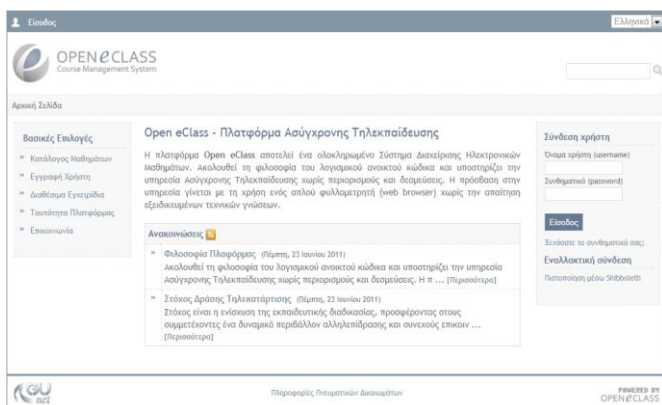 Είσοδος
Ελληνικά
OPEN eCLASS
Course Management System
Αρχική Σελίδα
Βασικές Επιλογές
Κατάλογος Μαθημάτων
Εγγραφή Χρήστη
Διαθέσιμα Εγχειρίδια
Ταυτότητα Πλατφόρμας
Επικοινωνία
Open eClass - Πλατφόρμα Ασύγχρονης Τηλεκπαίδευσης
Η πλατφόρμα Open eClass αποτελεί ένα ολοκληρωμένο Σύστημα Διαχείρισης Ηλεκτρονικών
Μαθημάτων. Ακολουθεί τη φιλοσοφία του λογισμικού ανοικτού κώδικα και υποστηρίζει την
υπηρεσία Ασύγχρονης Τηλεκπαίδευσης χωρίς περιορισμούς και δεσμεύσεις. Η πρόσβαση στην
υπηρεσία γίνεται με τη χρήση ενός απλού φυλλομετρητή (web browser) χωρίς την απαίτηση
εξειδικευμένων τεχνικών γνώσεων.
Ανακοινώσεις
Φιλοσοφία Πλατφόρμας (Πέμπτη, 23 Ιουνίου 2011)
Ακολουθεί τη φιλοσοφία του λογισμικού ανοικτού κώδικα και υποστηρίζει την υπηρεσία
Ασύγχρονης Τηλεκπαίδευσης χωρίς περιορισμούς και δεσμεύσεις. Η π ... [Περισσότερα]
Στόχος Δράσης Τηλεκατάρτισης (Πέμπτη, 23 Ιουνίου 2011)
Στόχος είναι η ενίσχυση της εκπαιδευτικής διαδικασίας, προσφέροντας στους
συμμετέχοντες ένα δυναμικό περιβάλλον αλληλεπίδρασης και συνεχούς επικοιν ...
[Περισσότερα]
Σύνδεση χρήστη
Όνομα χρήστη (username)
Συνθηματικό (password)
Είσοδος
Ξεχάσατε το συνθηματικό σας;
Εναλλακτική σύνδεση
Πιστοποίηση μέσω Shibboleth
GUnet
Πληροφορίες Πνευματικών Δικαιωμάτων
POWERED BY
OPEN eCLASS